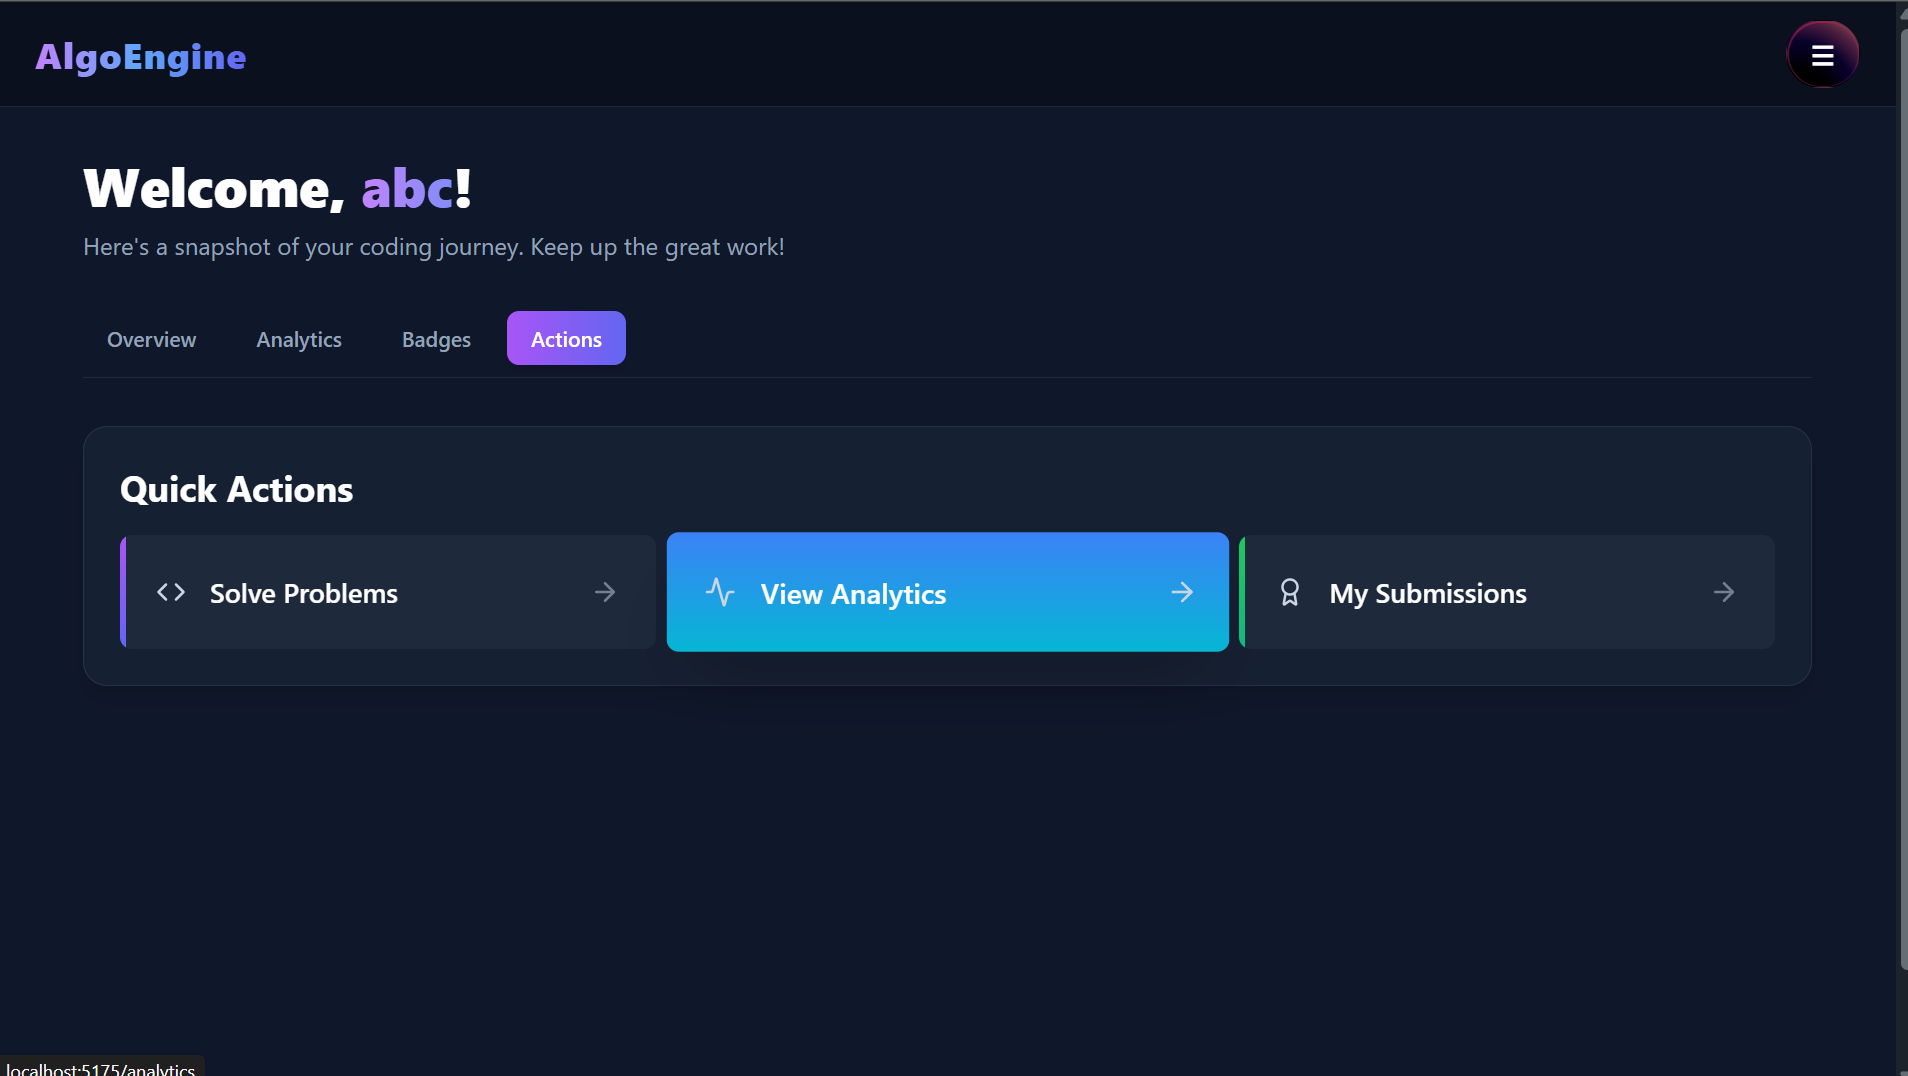 AlgoEngine
Welcome, abc!
Here's a snapshot of your coding journey. Keep up the great work!
Overview Analytics Badges Actions
Quick Actions
Solve Problems View Analytics My Submissions
localhost:5175/analytics